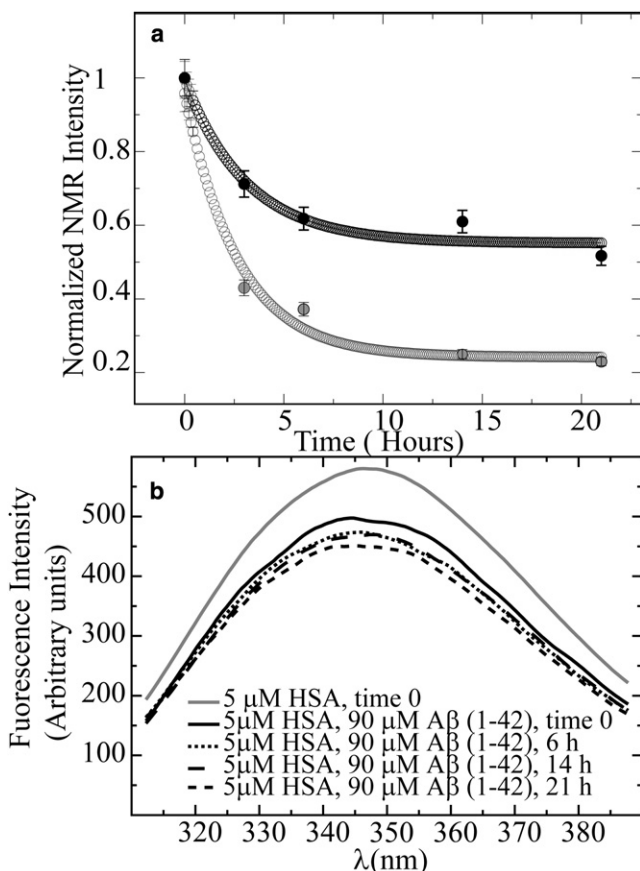 a
Normalized NMR Intensity
1
0.8
0.6
0.4
0.2
0 5 10 15 20
Time ( Hours)
b
Fuorescence Intensity
(Arbitrary units)
500
450
300
150
100
5 μM HSA, time 0
5μM HSA, 90 μM Aβ (1-42), time 0
5μM HSA, 90 μM Aβ (1-42), 6 h
5μM HSA, 90 μM Aβ (1-42), 14 h
5μM HSA, 90 μM Aβ (1-42), 21 h
320 330 340 350 360 370 380
λ(nm)